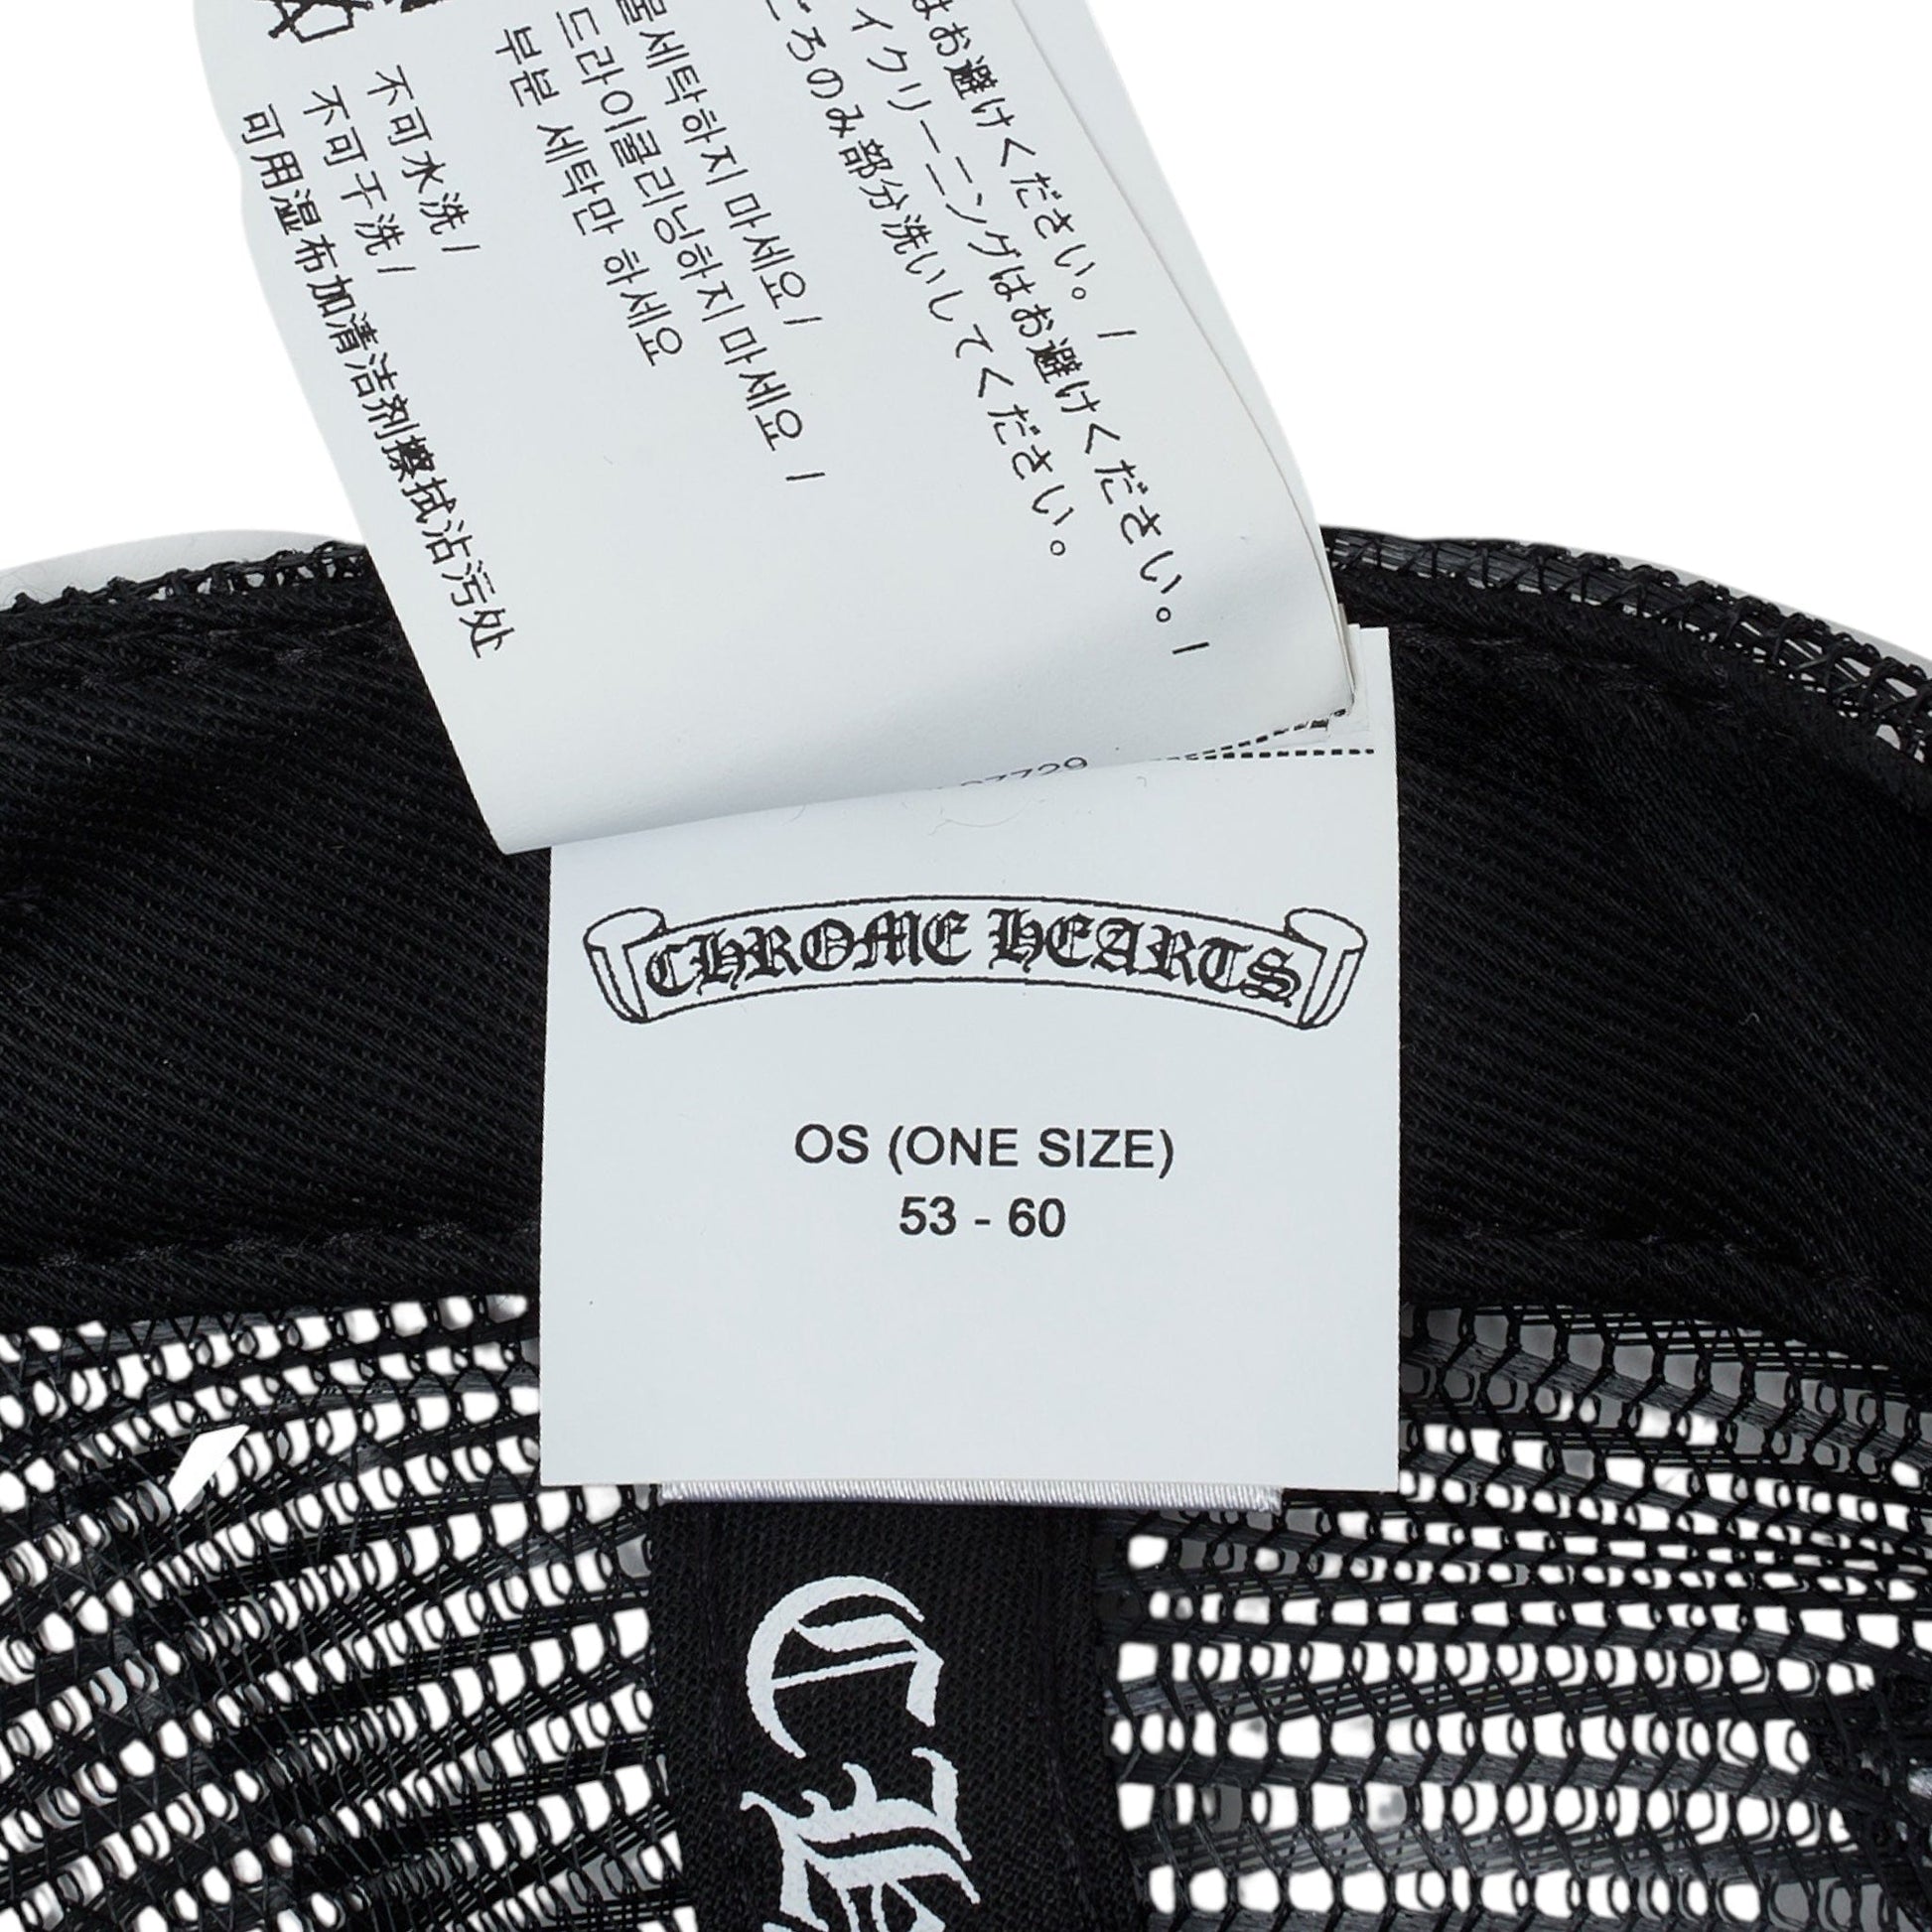 不可水洗/
不可干洗/
可用湿布加清洁剂擦拭沾污处
물세탁하지 마세요/
드라이클리닝하지 마세요 /
부분 세탁만 하세요
はお避けください。/
イクリーニングはお避けください。/
ころのみ部分洗いしてください。
CHROME HEARTS
OS (ONE SIZE)
53 - 60
CH